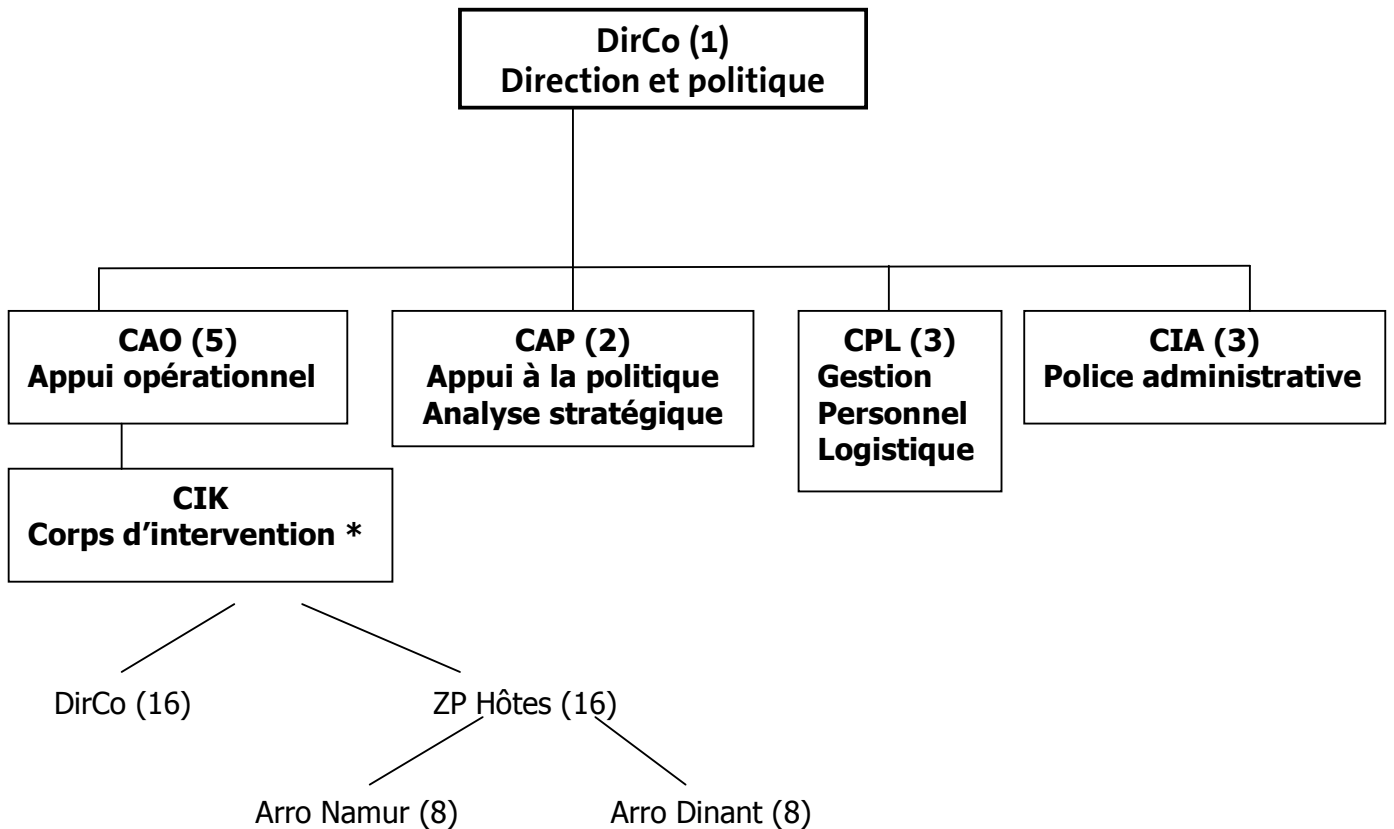 DirCo (1)
Direction et politique
CAO (5)
Appui opérationnel
CAP (2)
Appui à la politique
Analyse stratégique
CPL (3)
Gestion
Personnel
Logistique
CIA (3)
Police administrative
CIK
Corps d’intervention *
DirCo (16)
ZP Hôtes (16)
Arro Namur (8)
Arro Dinant (8)